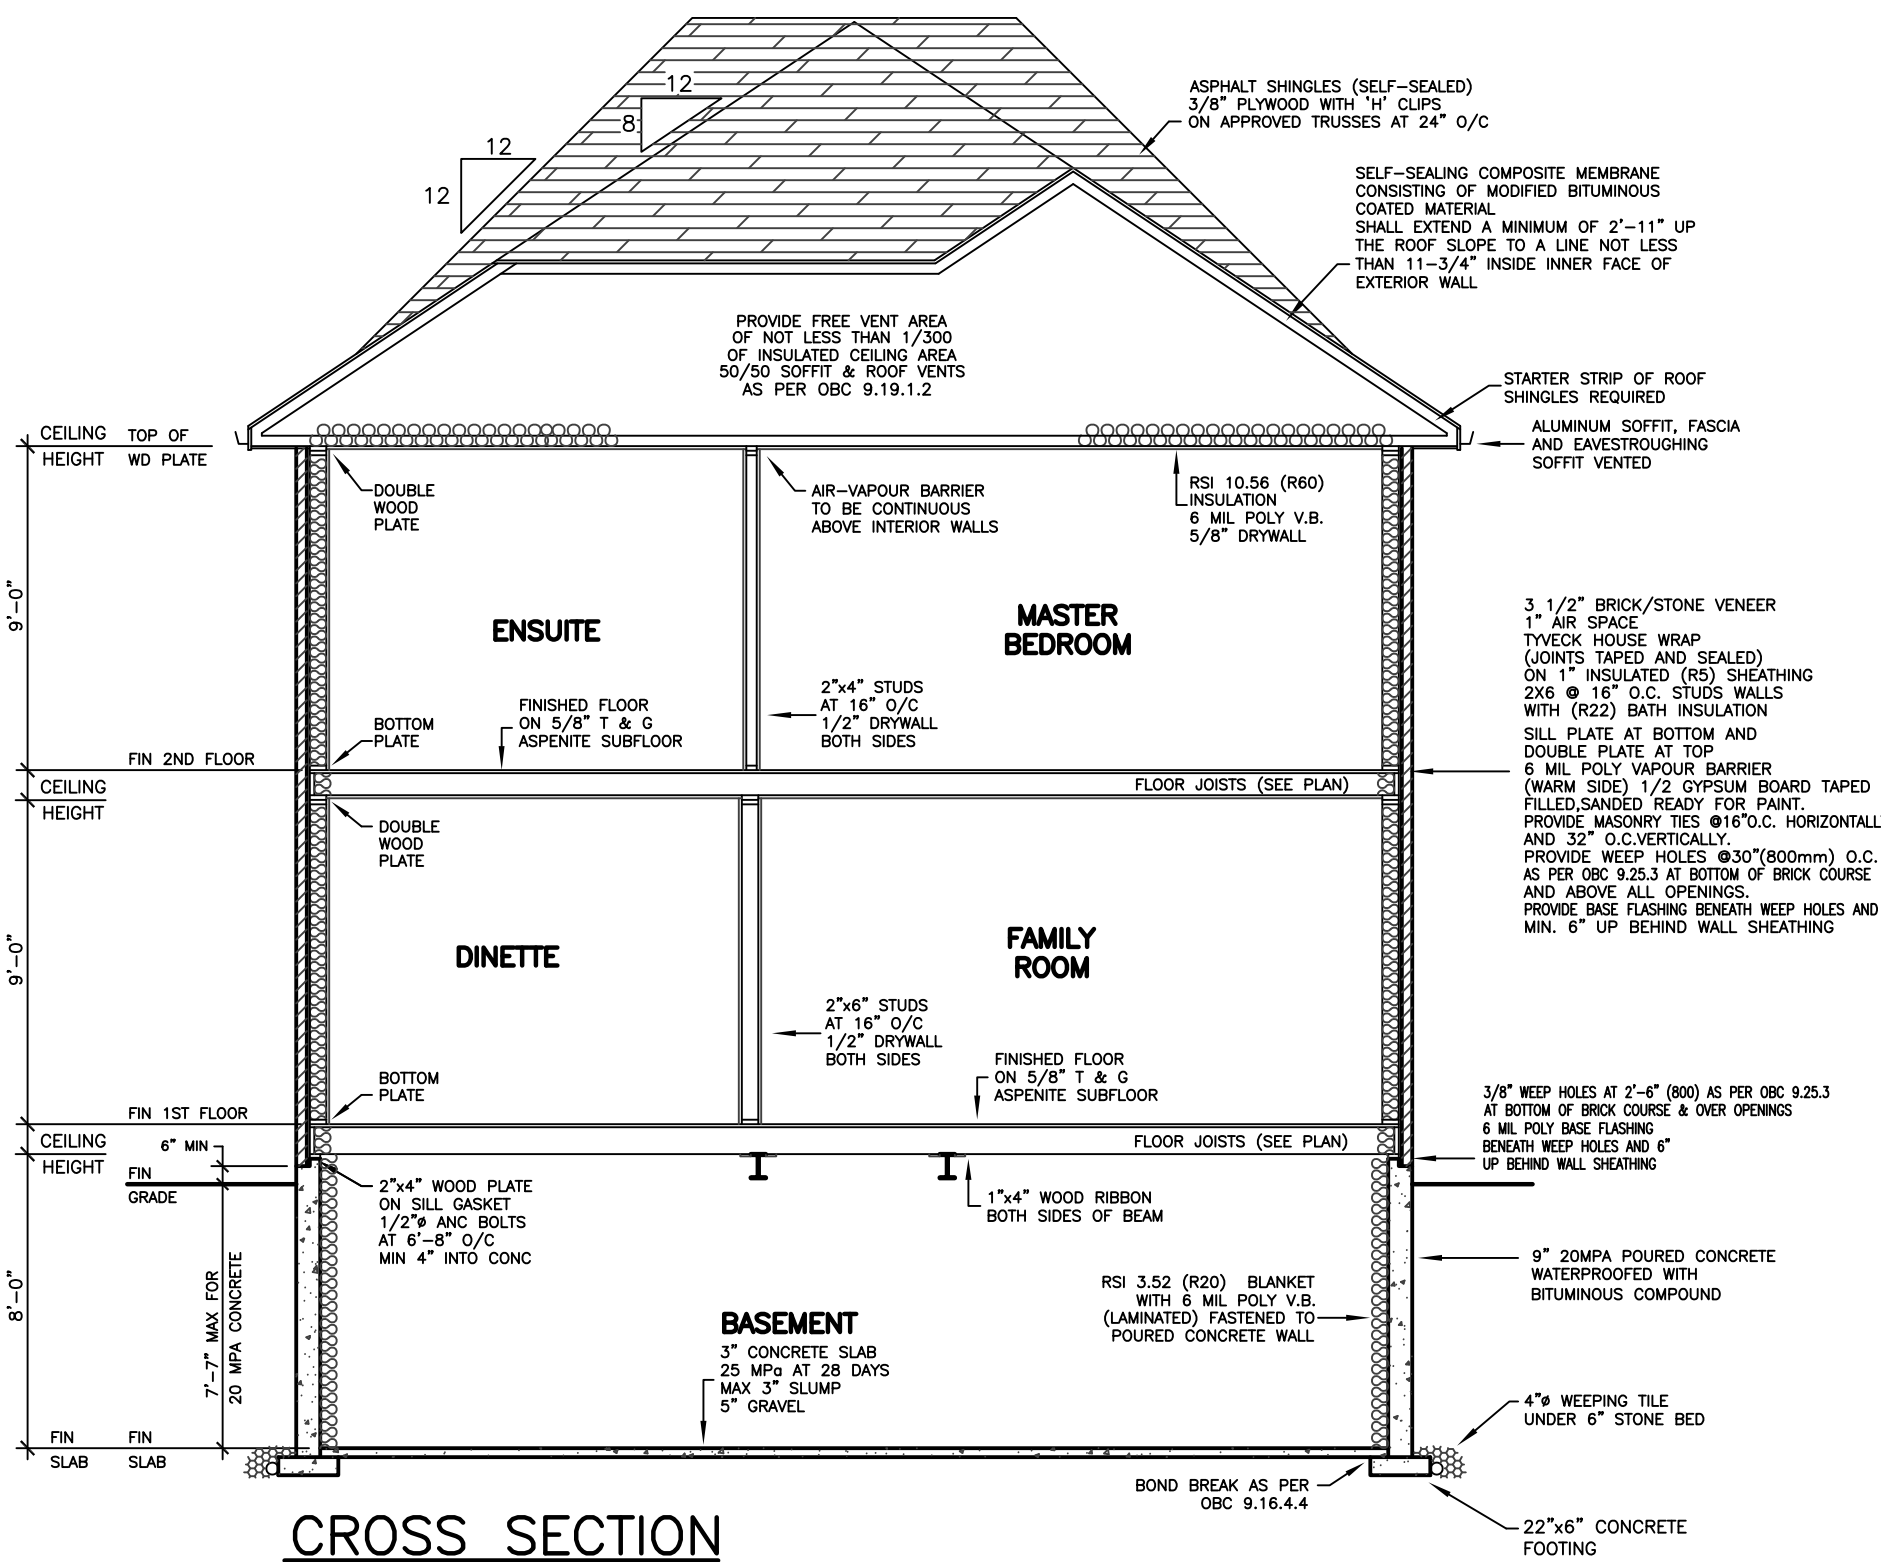 12
8
12
12
ASPHALT SHINGLES (SELF-SEALED)
3/8" PLYWOOD WITH 'H' CLIPS
ON APPROVED TRUSSES AT 24" O/C
SELF-SEALING COMPOSITE MEMBRANE
CONSISTING OF MODIFIED BITUMINOUS
COATED MATERIAL
SHALL EXTEND A MINIMUM OF 2'-11" UP
THE ROOF SLOPE TO A LINE NOT LESS
THAN 11-3/4" INSIDE INNER FACE OF
EXTERIOR WALL
PROVIDE FREE VENT AREA
OF NOT LESS THAN 1/300
OF INSULATED CEILING AREA
50/50 SOFFIT & ROOF VENTS
AS PER OBC 9.19.1.2
STARTER STRIP OF ROOF
SHINGLES REQUIRED
ALUMINUM SOFFIT, FASCIA
AND EAVESTROUGHING
SOFFIT VENTED
CEILING
HEIGHT
TOP OF
WD PLATE
DOUBLE
WOOD
PLATE
AIR-VAPOUR BARRIER
TO BE CONTINUOUS
ABOVE INTERIOR WALLS
RSI 10.56 (R60)
INSULATION
6 MIL POLY V.B.
5/8" DRYWALL
9'-0"
ENSUITE
MASTER
BEDROOM
3 1/2" BRICK/STONE VENEER
1" AIR SPACE
TYVECK HOUSE WRAP
(JOINTS TAPED AND SEALED)
ON 1" INSULATED (R5) SHEATHING
2X6 @ 16" O.C. STUDS WALLS
WITH (R22) BATH INSULATION
SILL PLATE AT BOTTOM AND
DOUBLE PLATE AT TOP
6 MIL POLY VAPOUR BARRIER
(WARM SIDE) 1/2 GYPSUM BOARD TAPED
FILLED,SANDED READY FOR PAINT.
PROVIDE MASONRY TIES @16"O.C. HORIZONTALL
AND 32" O.C.VERTICALLY.
PROVIDE WEEP HOLES @30"(800mm) O.C.
AS PER OBC 9.25.3 AT BOTTOM OF BRICK COURSE
AND ABOVE ALL OPENINGS.
PROVIDE BASE FLASHING BENEATH WEEP HOLES AND
MIN. 6" UP BEHIND WALL SHEATHING
BOTTOM
PLATE
FINISHED FLOOR
ON 5/8" T & G
ASPENITE SUBFLOOR
2"x4" STUDS
AT 16" O/C
1/2" DRYWALL
BOTH SIDES
FIN 2ND FLOOR
CEILING
HEIGHT
FLOOR JOISTS (SEE PLAN)
DOUBLE
WOOD
PLATE
9'-0"
DINETTE
FAMILY
ROOM
2"x6" STUDS
AT 16" O/C
1/2" DRYWALL
BOTH SIDES
BOTTOM
PLATE
FINISHED FLOOR
ON 5/8" T & G
ASPENITE SUBFLOOR
FIN 1ST FLOOR
CEILING
HEIGHT
6" MIN
FLOOR JOISTS (SEE PLAN)
3/8" WEEP HOLES AT 2'-6" (800) AS PER OBC 9.25.3
AT BOTTOM OF BRICK COURSE & OVER OPENINGS
6 MIL POLY BASE FLASHING
BENEATH WEEP HOLES AND 6"
UP BEHIND WALL SHEATHING
FIN
GRADE
2"x4" WOOD PLATE
ON SILL GASKET
1/2"ø ANC BOLTS
AT 6'-8" O/C
MIN 4" INTO CONC
1"x4" WOOD RIBBON
BOTH SIDES OF BEAM
8'-0"
7'-7" MAX FOR
20 MPA CONCRETE
9" 20MPA POURED CONCRETE
WATERPROOFED WITH
BITUMINOUS COMPOUND
RSI 3.52 (R20) BLANKET
WITH 6 MIL POLY V.B.
(LAMINATED) FASTENED TO
POURED CONCRETE WALL
BASEMENT
3" CONCRETE SLAB
25 MPa AT 28 DAYS
MAX 3" SLUMP
5" GRAVEL
4"ø WEEPING TILE
UNDER 6" STONE BED
FIN
SLAB
FIN
SLAB
BOND BREAK AS PER
OBC 9.16.4.4
22"x6" CONCRETE
FOOTING
CROSS SECTION